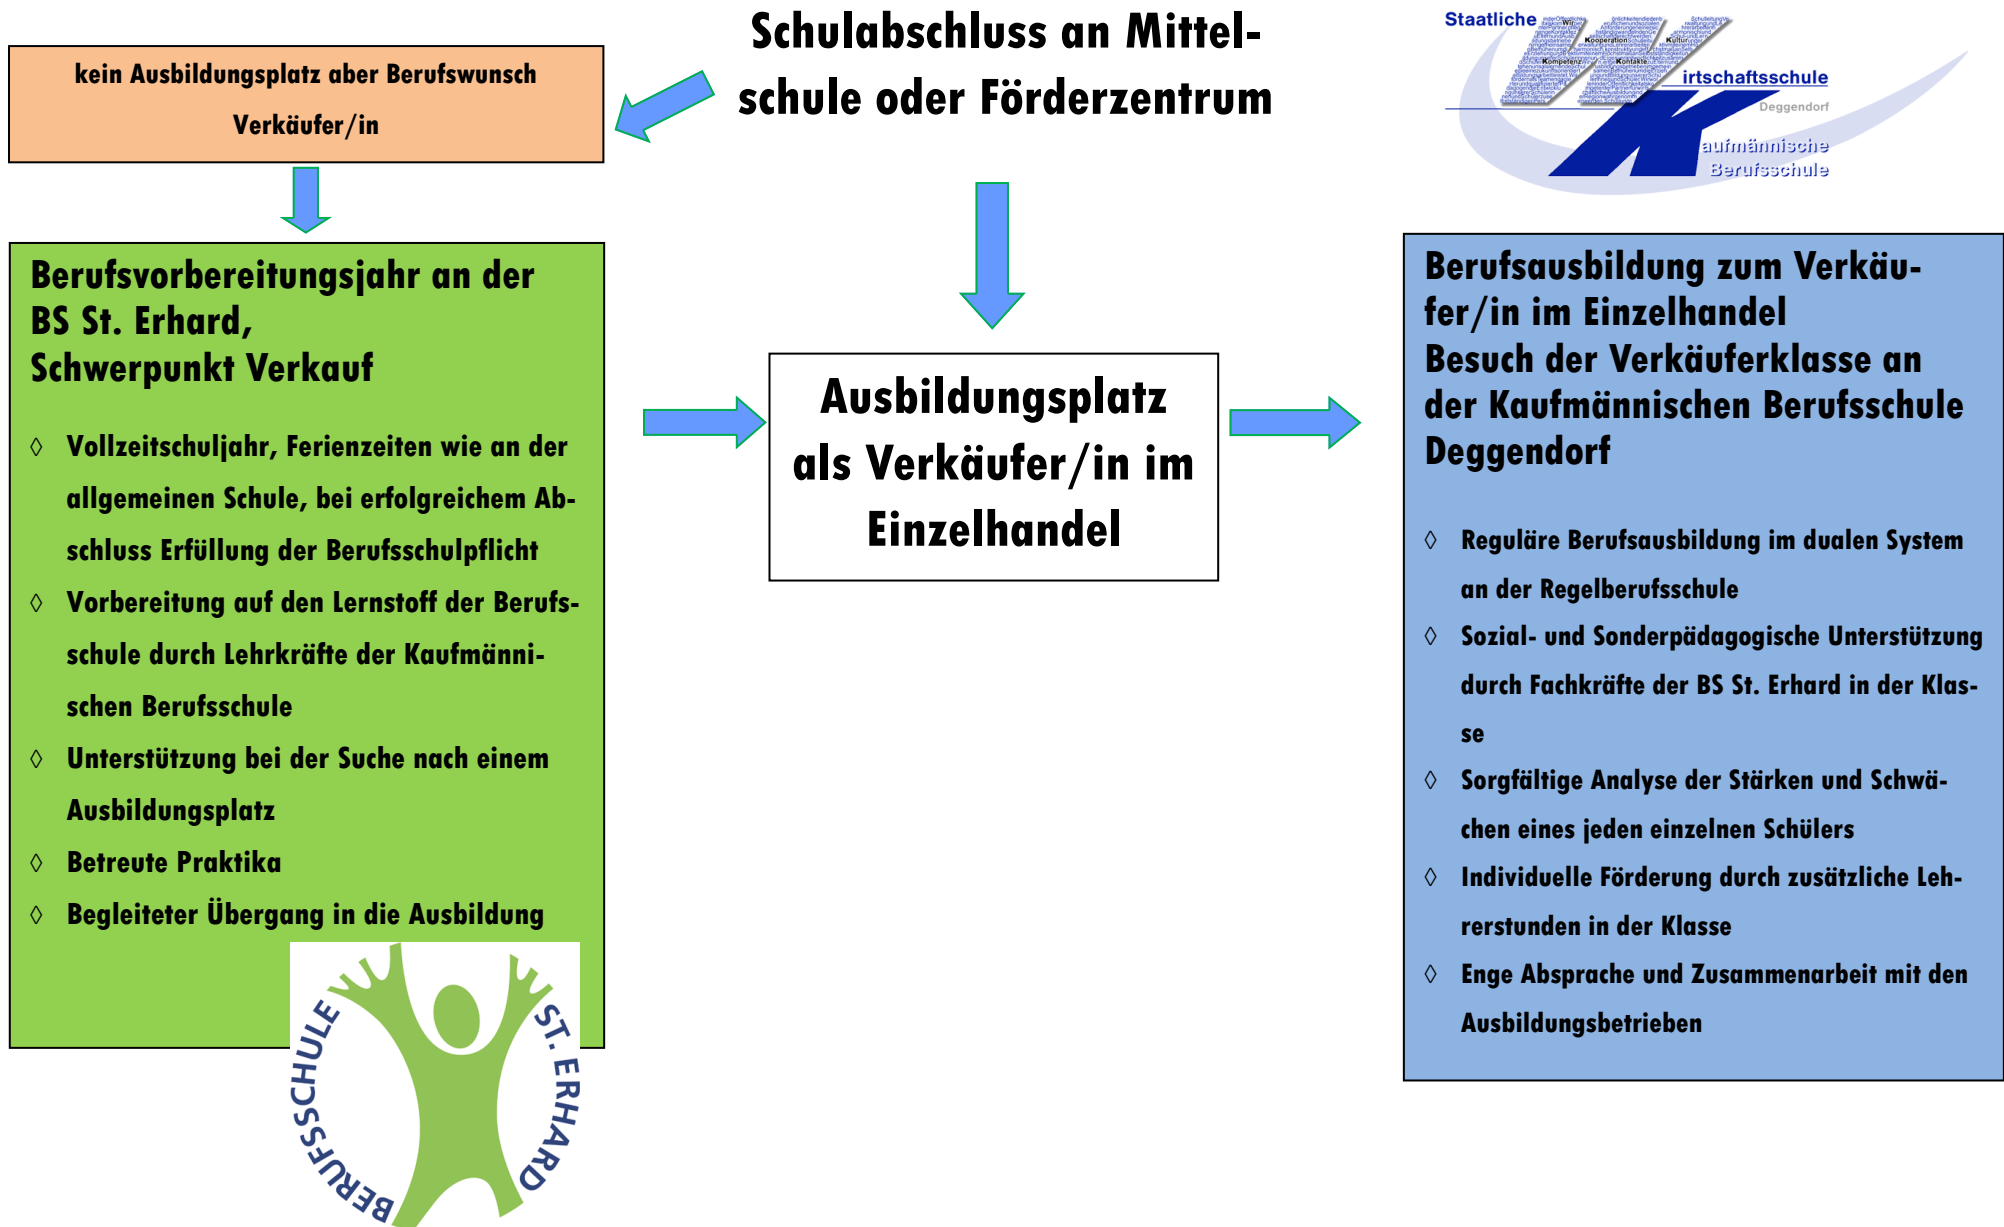 Schulabschluss an Mittel-
schule oder Förderzentrum
kein Ausbildungsplatz aber Berufswunsch
Verkäufer/in
Staatliche
Wir
Kooperation
Kultur
Kompetenz
Kontakte
irtschaftsschule
Deggendorf
K
aufmännische
Berufsschule
Berufsvorbereitungsjahr an der
BS St. Erhard,
Schwerpunkt Verkauf
◊ Vollzeitschuljahr, Ferienzeiten wie an der
allgemeinen Schule, bei erfolgreichem Ab-
schluss Erfüllung der Berufsschulpflicht
◊ Vorbereitung auf den Lernstoff der Berufs-
schule durch Lehrkräfte der Kaufmänni-
schen Berufsschule
◊ Unterstützung bei der Suche nach einem
Ausbildungsplatz
◊ Betreute Praktika
◊ Begleiteter Übergang in die Ausbildung
BERUFSSCHULE
ST. ERHARD
Ausbildungsplatz
als Verkäufer/in im
Einzelhandel
Berufsausbildung zum Verkäu-
fer/in im Einzelhandel
Besuch der Verkäuferklasse an
der Kaufmännischen Berufsschule
Deggendorf
◊ Reguläre Berufsausbildung im dualen System
an der Regelberufsschule
◊ Sozial- und Sonderpädagogische Unterstützung
durch Fachkräfte der BS St. Erhard in der Klas-
se
◊ Sorgfältige Analyse der Stärken und Schwä-
chen eines jeden einzelnen Schülers
◊ Individuelle Förderung durch zusätzliche Leh-
rerstunden in der Klasse
◊ Enge Absprache und Zusammenarbeit mit den
Ausbildungsbetrieben